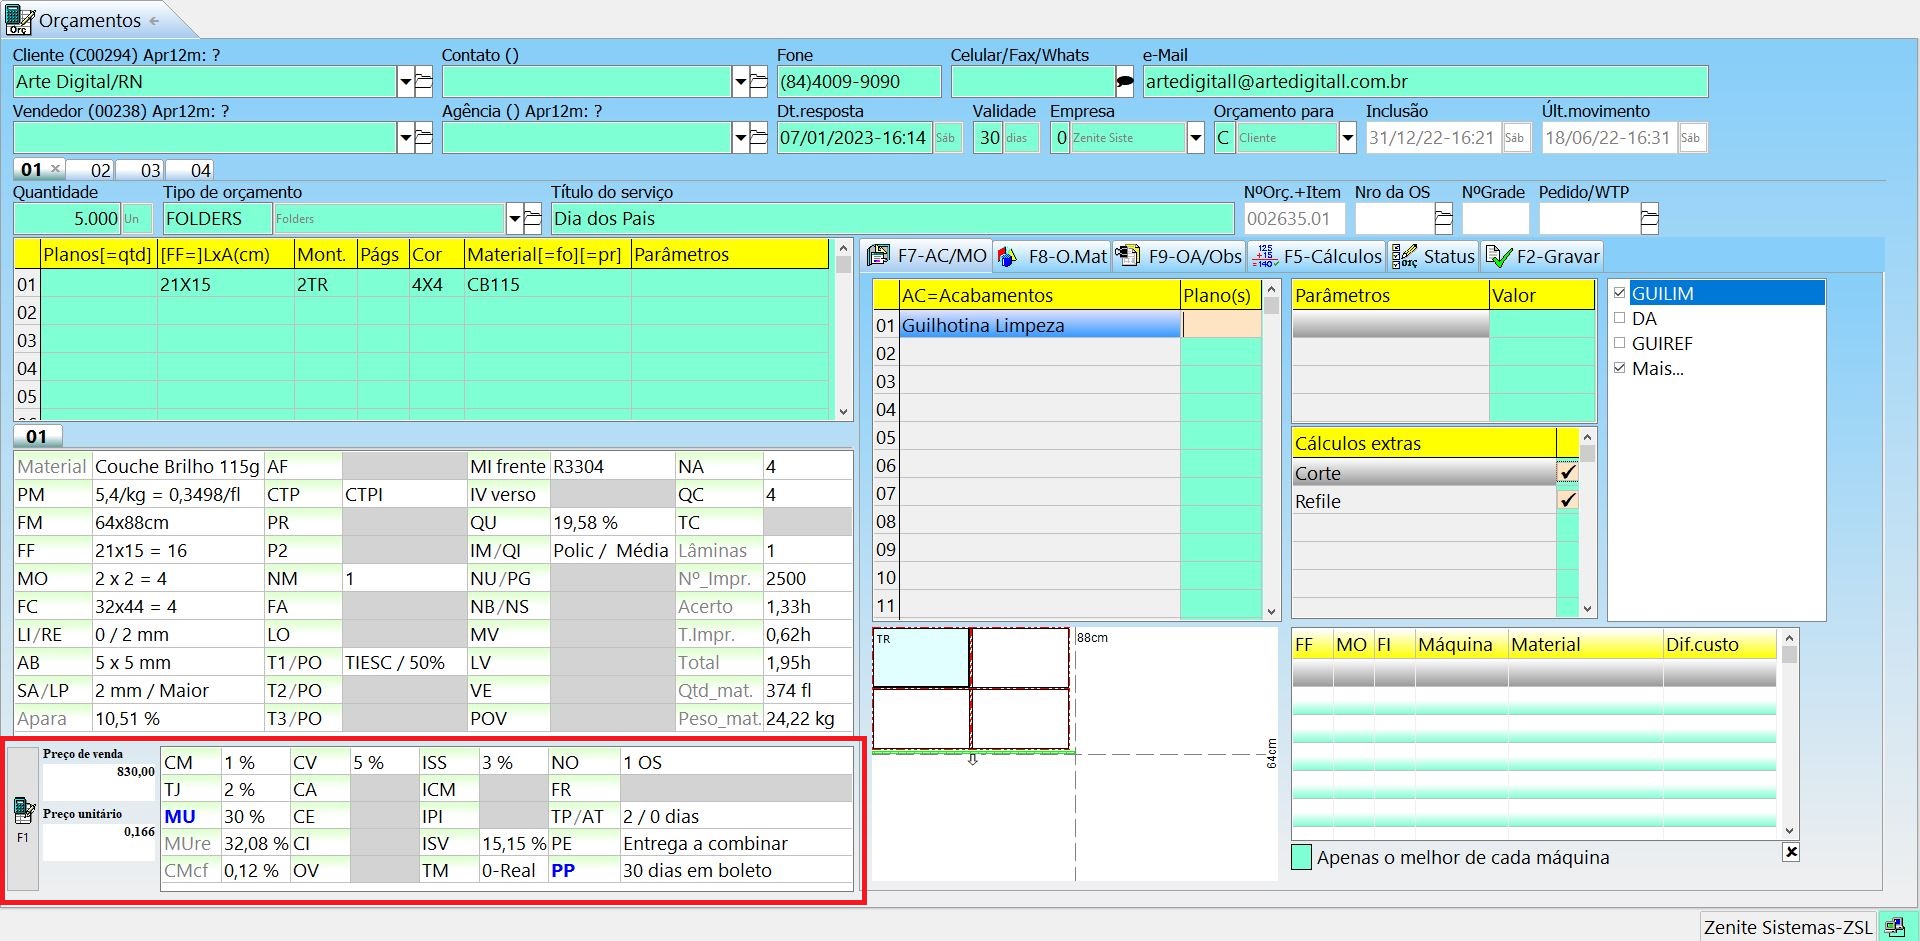 Orçamentos
Cliente (C00294) Apr12m: ? Contato () Fone Celular/Fax/Whats e-Mail
Arte Digital/RN (84)4009-9090 artedigitall@artedigitall.com.br
Vendedor (00238) Apr12m: ? Agência () Apr12m: ? Dt.resposta Validade Empresa Orçamento para Inclusão Últ.movimento
07/01/2023-16:14 Sáb 30 dias 0 Zenite Siste C Cliente 31/12/22-16:21 Sáb 18/06/22-16:31 Sáb
01 02 03 04
Quantidade Tipo de orçamento Título do serviço NºOrç.+Item Nro da OS NºGrade Pedido/WTP
5.000 Un FOLDERS Folders Dia dos Pais 002635.01
Planos[=qtd] [FF=]LxA(cm) Mont. Págs Cor Material[=fo][=pr] Parâmetros
01 21X15 2TR 4X4 CB115
02
03
04
05
01
Material Couche Brilho 115g AF MI frente R3304 NA 4
PM 5,4/kg = 0,3498/fl CTP CTPI IV verso QC 4
FM 64x88cm PR QU 19,58 % TC
FF 21x15 = 16 P2 IM/QI Polic / Média Lâminas 1
MO 2 x 2 = 4 NM 1 NU/PG Nº_Impr. 2500
FC 32x44 = 4 FA NB/NS Acerto 1,33h
LI/RE 0 / 2 mm LO MV T.Impr. 0,62h
AB 5 x 5 mm T1/PO TIESC / 50% LV Total 1,95h
SA/LP 2 mm / Maior T2/PO VE Qtd_mat. 374 fl
Apara 10,51 % T3/PO POV Peso_mat. 24,22 kg
F1
Preço de venda
830,00
Preço unitário
0,166
CM 1 % CV 5 % ISS 3 % NO 1 OS
TJ 2 % CA ICM FR
MU 30 % CE IPI TP/AT 2 / 0 dias
MUre 32,08 % CI ISV 15,15 % PE Entrega a combinar
CMcf 0,12 % OV TM 0-Real PP 30 dias em boleto
F7-AC/MO F8-O.Mat F9-OA/Obs F5-Cálculos Status F2-Gravar
AC=Acabamentos Plano(s)
01 Guilhotina Limpeza
02
03
04
05
06
07
08
09
10
11
Parâmetros Valor
Cálculos extras
Corte
Refile
GUILIM
DA
GUIREF
Mais...
TR
88cm
64cm
FF MO FI Máquina Material Dif.custo
Apenas o melhor de cada máquina
Zenite Sistemas-ZSL